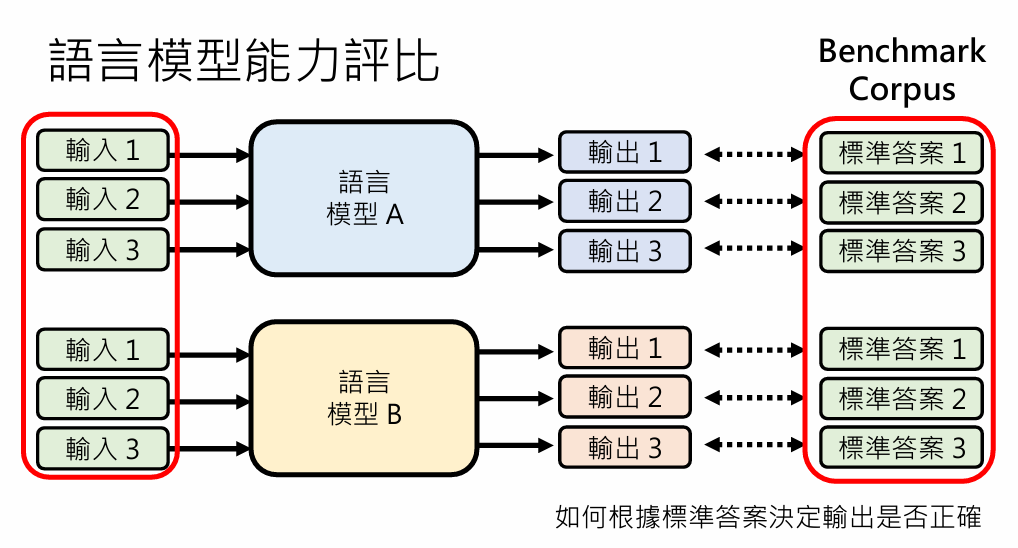 語言模型能力評比
Benchmark
Corpus
輸入 1
輸入 2
輸入 3
語言
模型 A
輸出 1
輸出 2
輸出 3
標準答案 1
標準答案 2
標準答案 3
輸入 1
輸入 2
輸入 3
語言
模型 B
輸出 1
輸出 2
輸出 3
標準答案 1
標準答案 2
標準答案 3
如何根據標準答案決定輸出是否正確